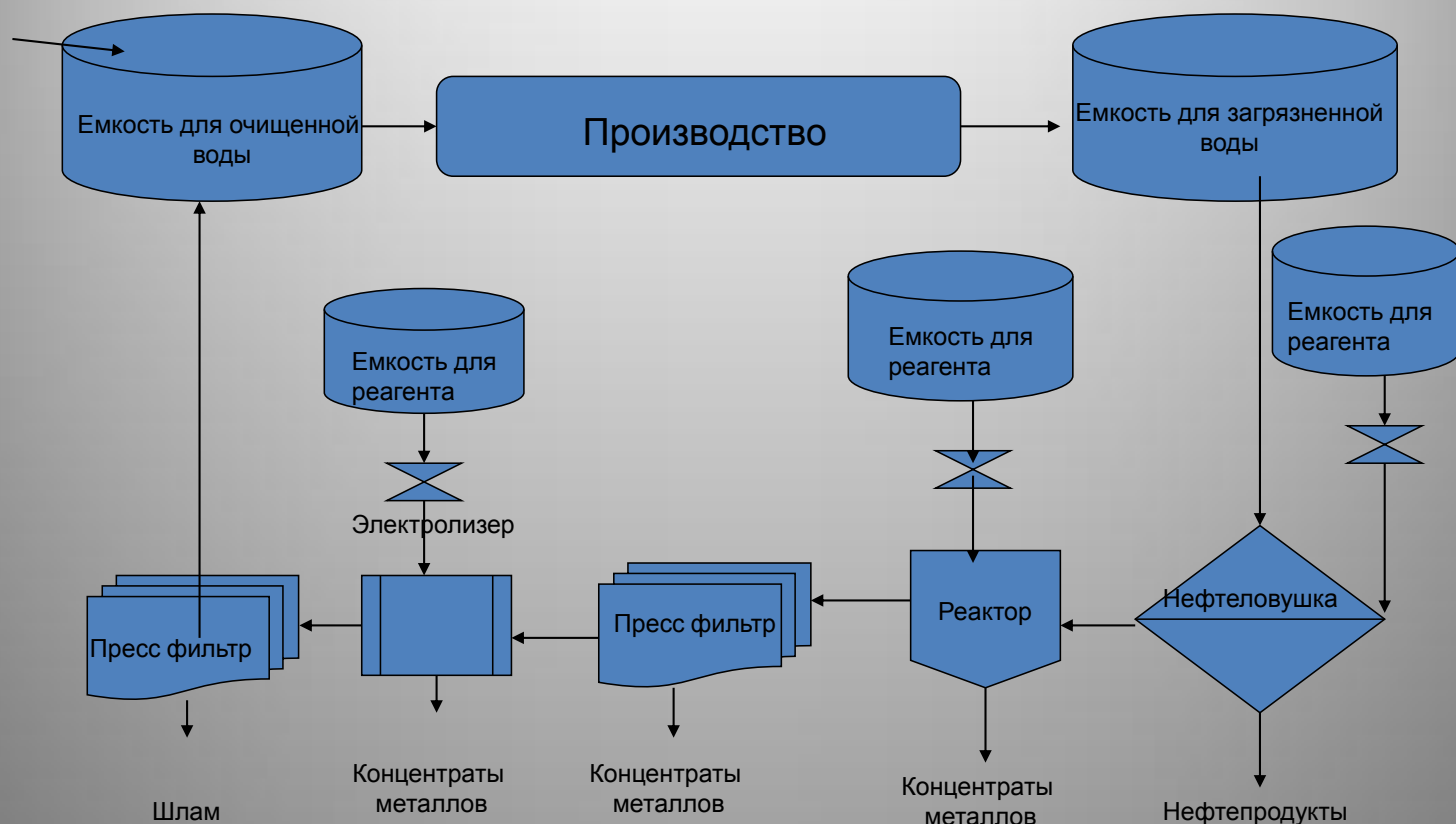 Емкость для очищенной
воды
Производство
Емкость для загрязненной
воды
Емкость для
реагента
Емкость для
реагента
Емкость для
реагента
Электролизер
Пресс фильтр
Пресс фильтр
Реактор
Нефтеловушка
Шлам
Концентраты
металлов
Концентраты
металлов
Концентраты
металлов
Нефтепродукты